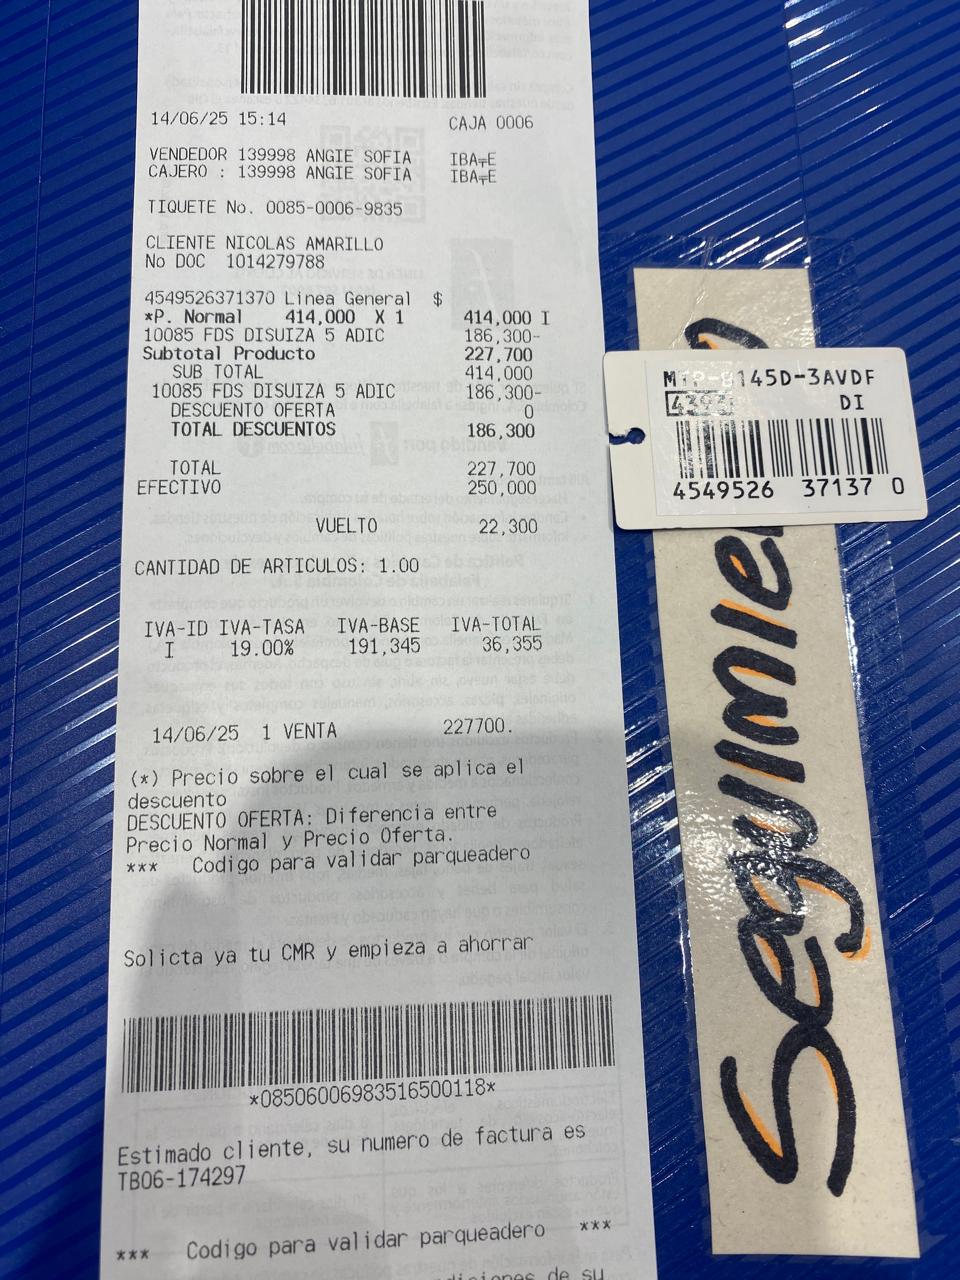 14/06/25 15:14 CAJA 0006
VENDEDOR 139998 ANGIE SOFIA IBA╤E
CAJERO : 139998 ANGIE SOFIA IBA╤E
TIQUETE No. 0085-0006-9835
CLIENTE NICOLAS AMARILLO
No DOC 1014279788
4549526371370 Linea General $
*P. Normal 414,000 X 1 414,000 I
10085 FDS DISUIZA 5 ADIC 186,300-
Subtotal Producto 227,700
SUB TOTAL 414,000
10085 FDS DISUIZA 5 ADIC 186,300-
DESCUENTO OFERTA 0
TOTAL DESCUENTOS 186,300
TOTAL 227,700
EFECTIVO 250,000
VUELTO 22,300
CANTIDAD DE ARTICULOS: 1.00
IVA-ID IVA-TASA IVA-BASE IVA-TOTAL
I 19.00% 191,345 36,355
14/06/25 1 VENTA 227700.
(*) Precio sobre el cual se aplica el
descuento
DESCUENTO OFERTA: Diferencia entre
Precio Normal y Precio Oferta.
*** Codigo para validar parqueadero
Solicta ya tu CMR y empieza a ahorrar
*08506006983516500118*
Estimado cliente, su numero de factura es
TB06-174297
*** Codigo para validar parqueadero ***
de su
145D-3AVDF
DI
4549526 37137 0